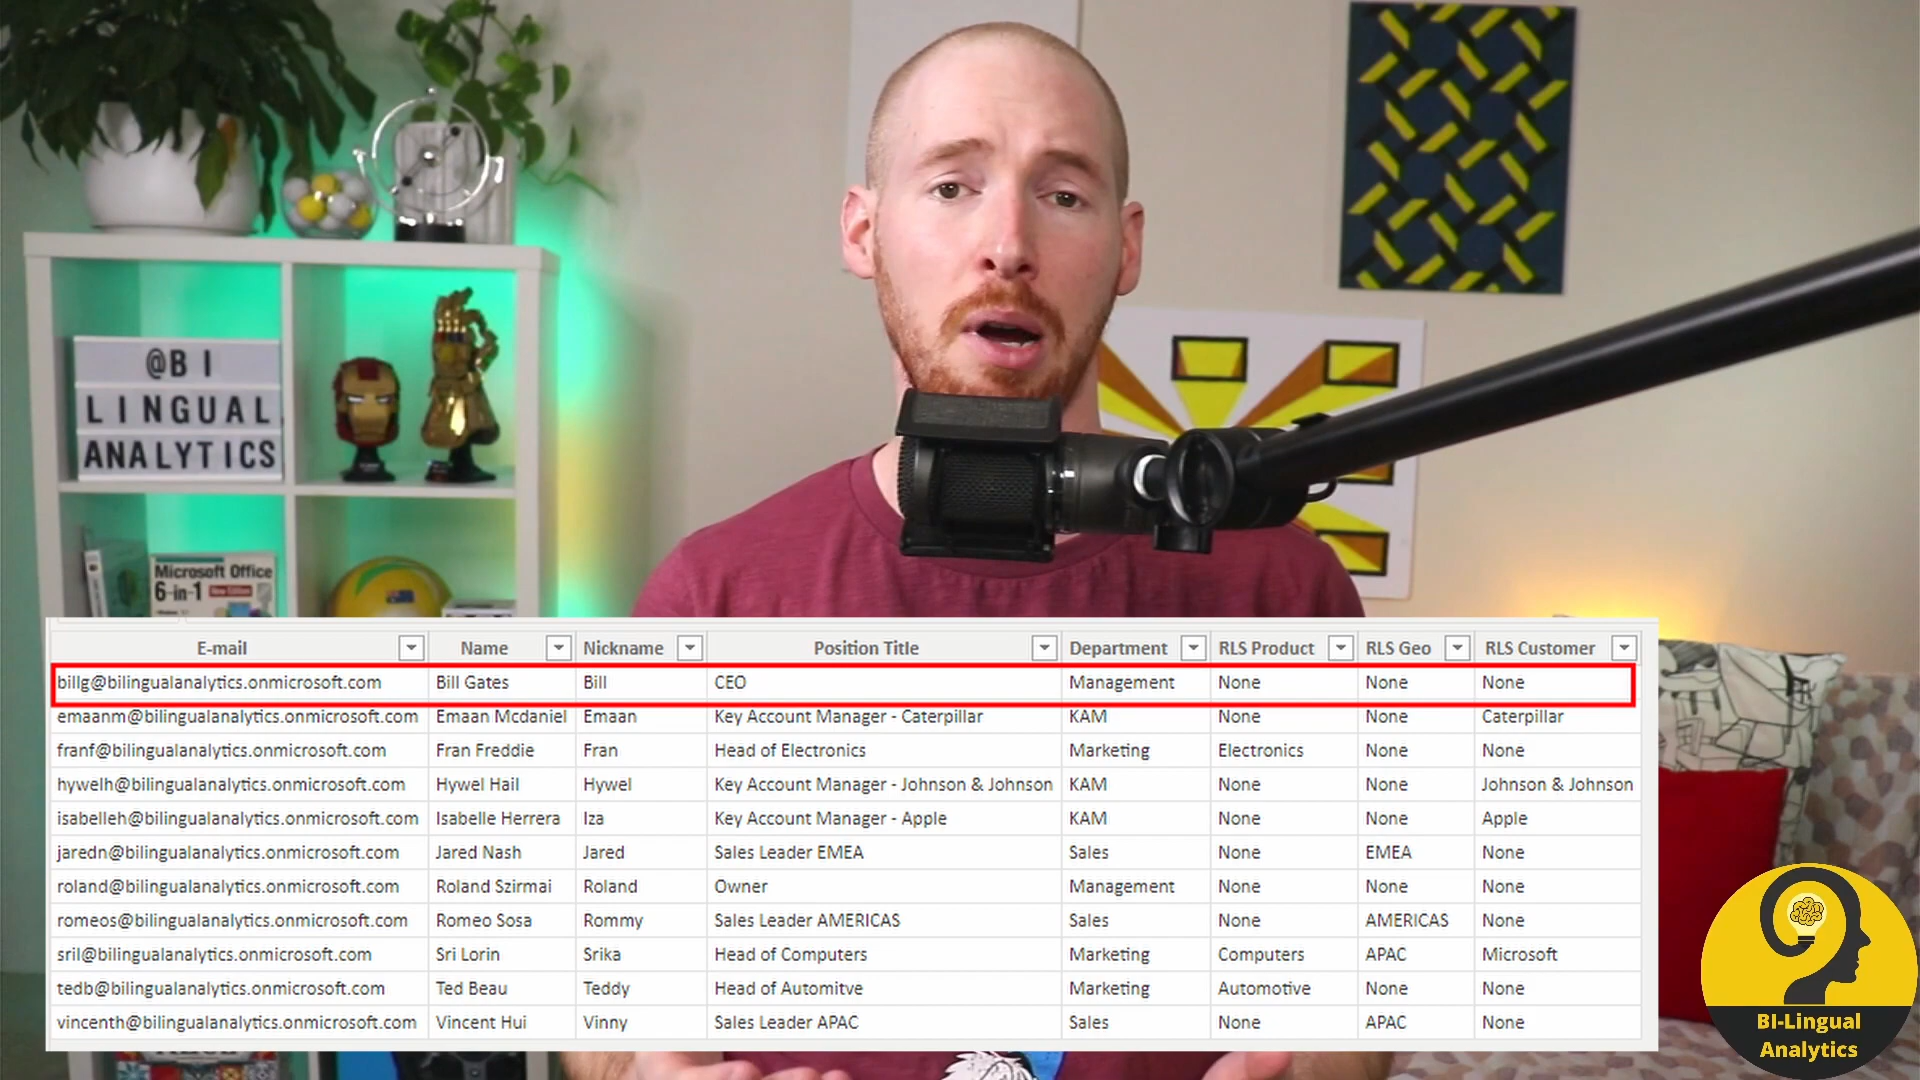 @BI
LINGUAL
ANALYTICS
Microsoft Office
6-in-1 New Edition
E-mail Name Nickname Position Title Department RLS Product RLS Geo RLS Customer
billg@bilingualanalytics.onmicrosoft.com Bill Gates Bill CEO Management None None None
emaanm@bilingualanalytics.onmicrosoft.com Emaan Mcdaniel Emaan Key Account Manager - Caterpillar KAM None None Caterpillar
franf@bilingualanalytics.onmicrosoft.com Fran Freddie Fran Head of Electronics Marketing Electronics None None
hywelh@bilingualanalytics.onmicrosoft.com Hywel Hail Hywel Key Account Manager - Johnson & Johnson KAM None None Johnson & Johnson
isabelleh@bilingualanalytics.onmicrosoft.com Isabelle Herrera Iza Key Account Manager - Apple KAM None None Apple
jaredn@bilingualanalytics.onmicrosoft.com Jared Nash Jared Sales Leader EMEA Sales None EMEA None
roland@bilingualanalytics.onmicrosoft.com Roland Szirmai Roland Owner Management None None None
romeos@bilingualanalytics.onmicrosoft.com Romeo Sosa Rommy Sales Leader AMERICAS Sales None AMERICAS None
sril@bilingualanalytics.onmicrosoft.com Sri Lorin Srika Head of Computers Marketing Computers APAC Microsoft
tedb@bilingualanalytics.onmicrosoft.com Ted Beau Teddy Head of Automitve Marketing Automotive None None
vincenth@bilingualanalytics.onmicrosoft.com Vincent Hui Vinny Sales Leader APAC Sales None APAC None
BI-Lingual
Analytics